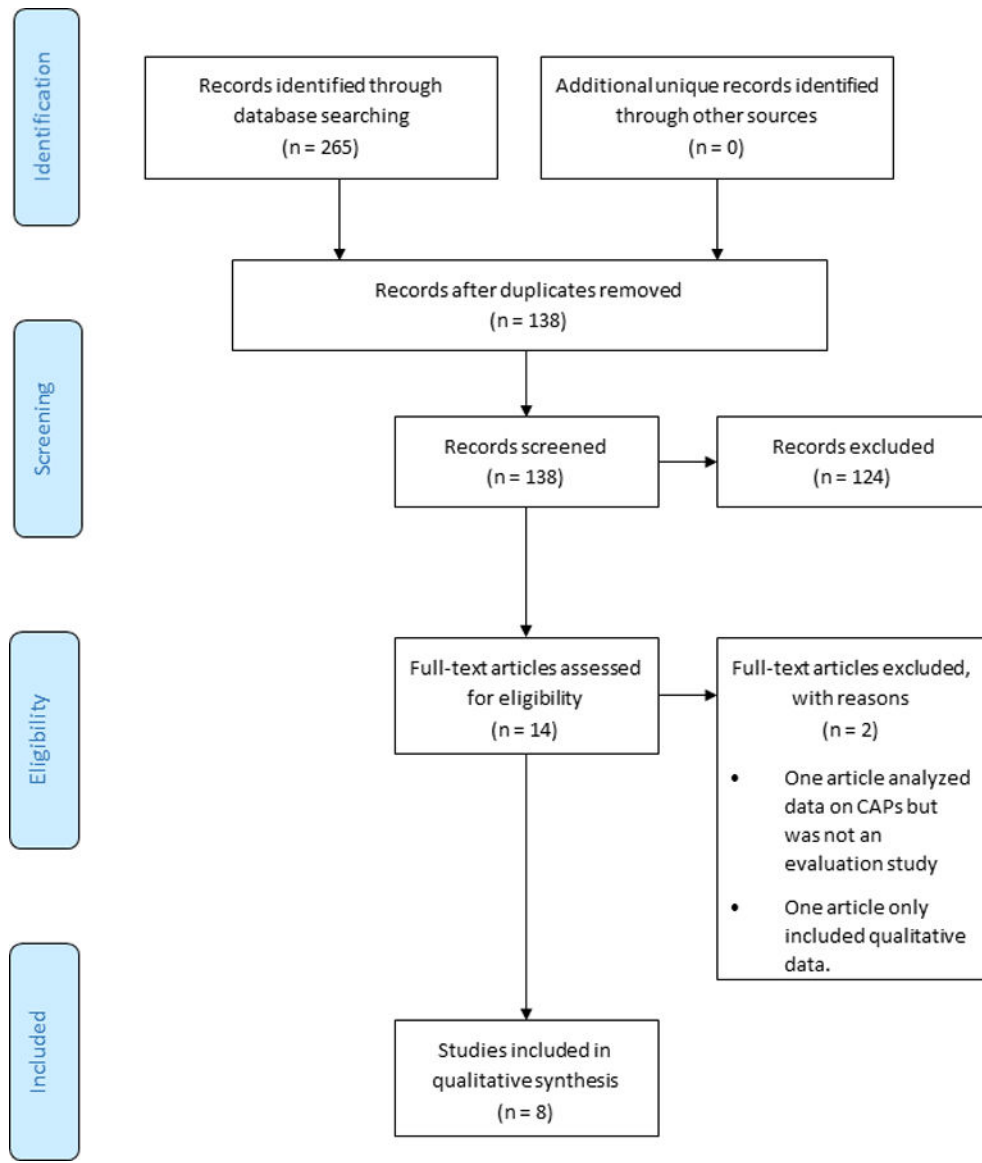 Identification
Records identified through
database searching
(n = 265)
Additional unique records identified
through other sources
(n = 0)
Records after duplicates removed
(n = 138)
Screening
Records screened
(n = 138)
Records excluded
(n = 124)
Eligibility
Full-text articles assessed
for eligibility
(n = 14)
Full-text articles excluded,
with reasons
(n = 2)
• One article analyzed
data on CAPs but
was not an
evaluation study
• One article only
included qualitative
data.
Included
Studies included in
qualitative synthesis
(n = 8)